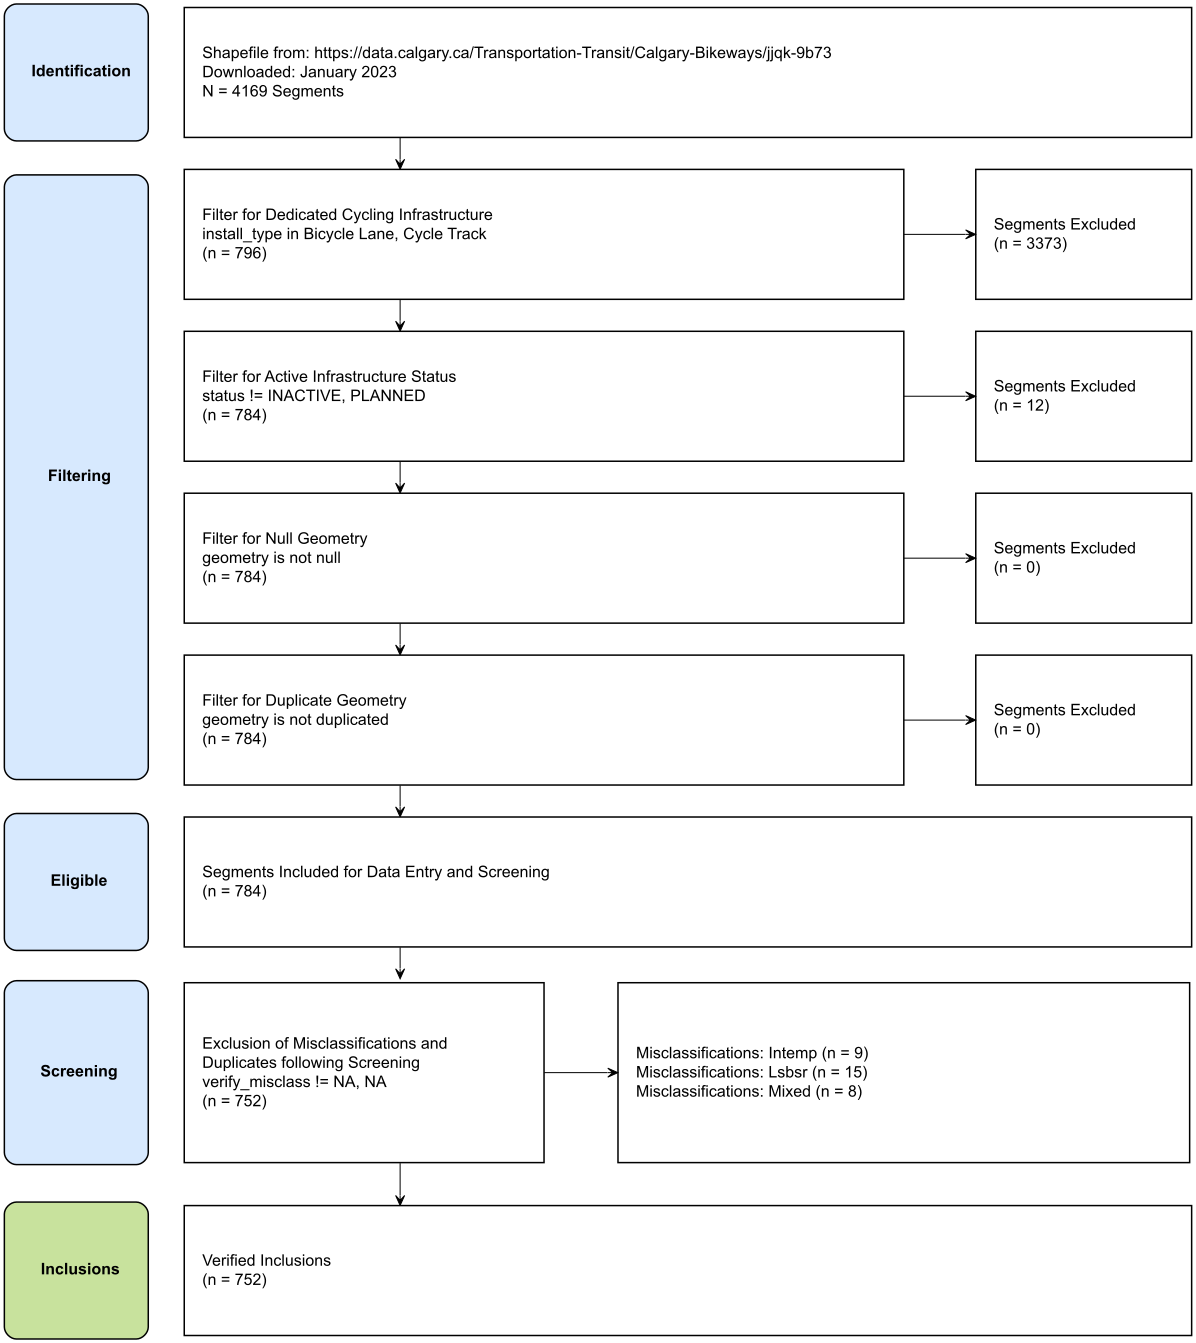 Identification
Shapefile from: https://data.calgary.ca/Transportation-Transit/Calgary-Bikeways/jjqk-9b73
Downloaded: January 2023
N = 4169 Segments
Filtering
Filter for Dedicated Cycling Infrastructure
install_type in Bicycle Lane, Cycle Track
(n = 796)
Segments Excluded
(n = 3373)
Filter for Active Infrastructure Status
status != INACTIVE, PLANNED
(n = 784)
Segments Excluded
(n = 12)
Filter for Null Geometry
geometry is not null
(n = 784)
Segments Excluded
(n = 0)
Filter for Duplicate Geometry
geometry is not duplicated
(n = 784)
Segments Excluded
(n = 0)
Eligible
Segments Included for Data Entry and Screening
(n = 784)
Screening
Exclusion of Misclassifications and
Duplicates following Screening
verify_misclass != NA, NA
(n = 752)
Misclassifications: Intemp (n = 9)
Misclassifications: Lsbsr (n = 15)
Misclassifications: Mixed (n = 8)
Inclusions
Verified Inclusions
(n = 752)